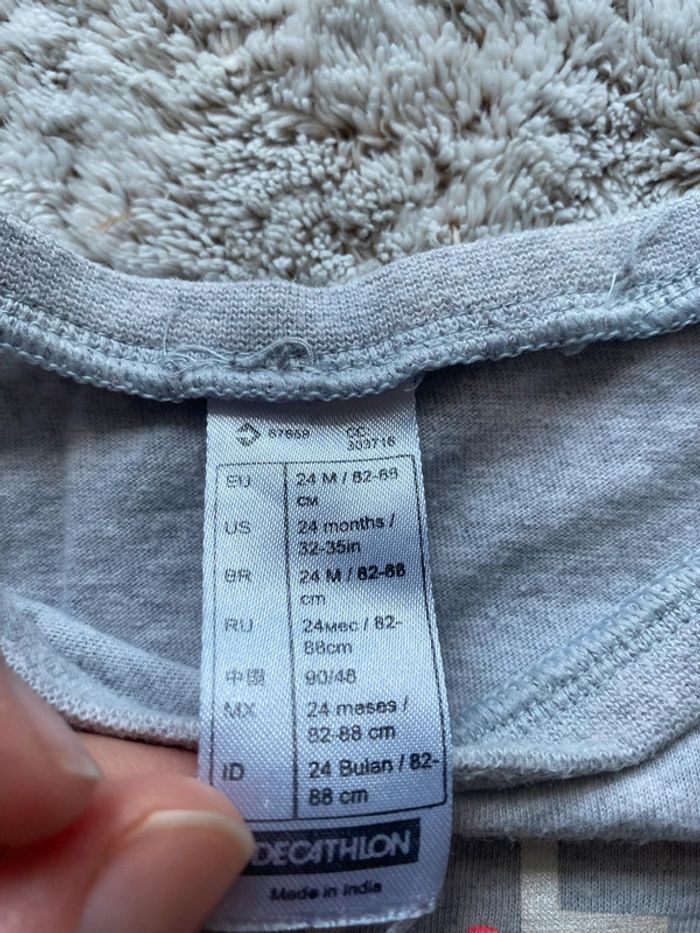 67658 CC
303716
EU 24 M / 82-88
CM
US 24 months /
32-35in
BR 24 M / 82-88
cm
RU 24мес / 82-
88cm
中国 90/48
MX 24 meses /
82-88 cm
ID 24 Bulan / 82-
88 cm
DECATHLON
Made in India